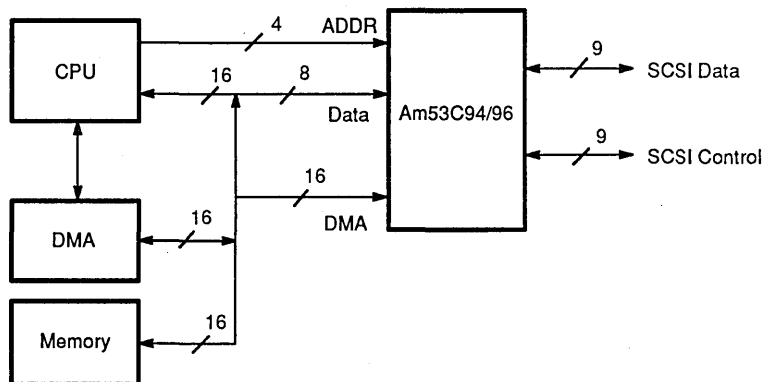 4
ADDR
CPU
16
8
Data
Am53C94/96
9
SCSI Data
9
SCSI Control
16
DMA
DMA
16
Memory
16